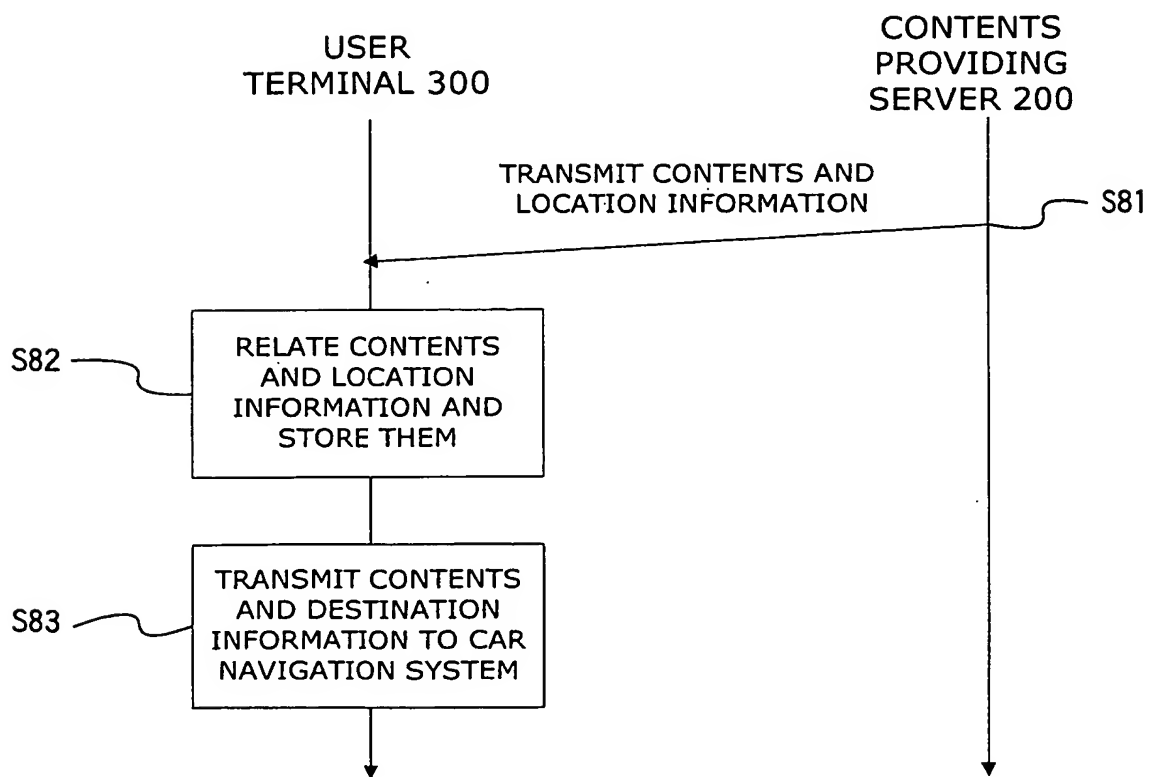 USER
TERMINAL 300
CONTENTS
PROVIDING
SERVER 200
TRANSMIT CONTENTS AND
LOCATION INFORMATION
S81
S82
RELATE CONTENTS
AND LOCATION
INFORMATION AND
STORE THEM
S83
TRANSMIT CONTENTS
AND DESTINATION
INFORMATION TO CAR
NAVIGATION SYSTEM